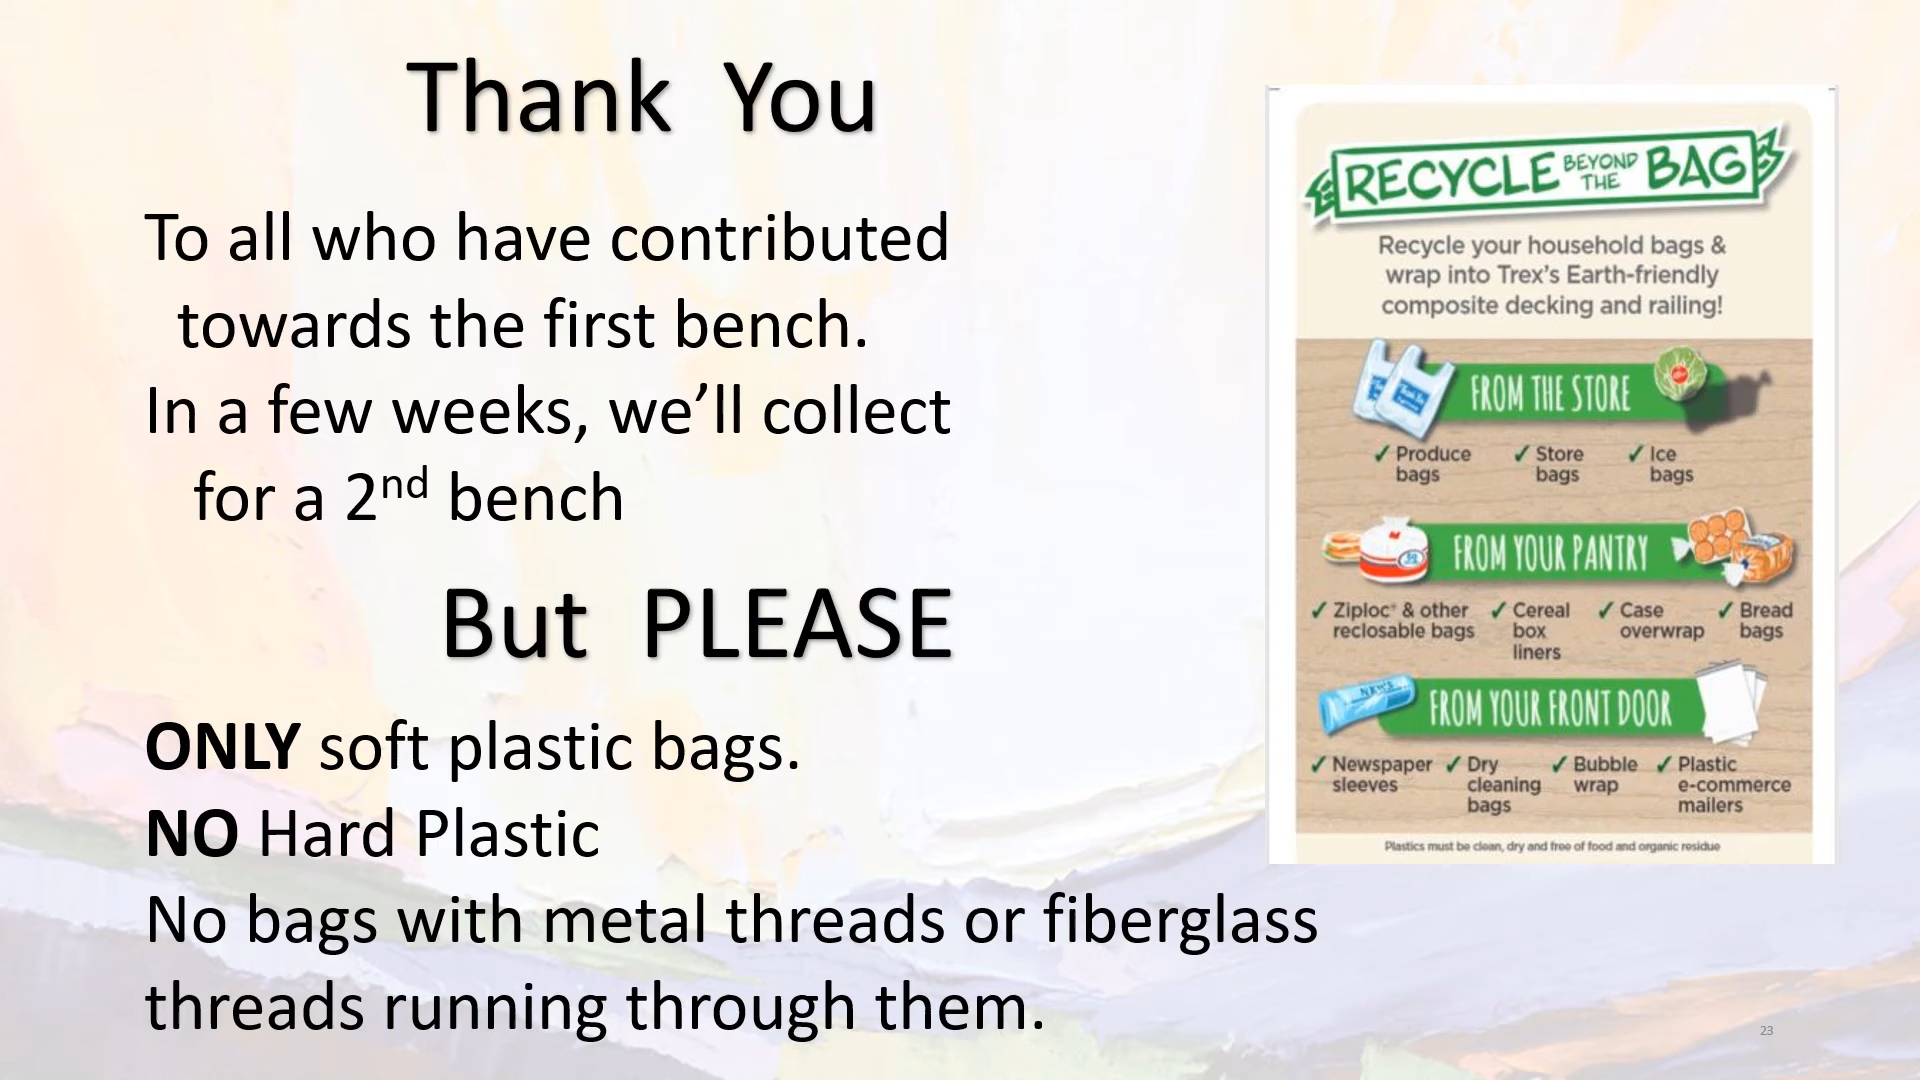 Thank You
To all who have contributed
towards the first bench.
In a few weeks, we’ll collect
for a 2nd bench
But PLEASE
ONLY soft plastic bags.
NO Hard Plastic
No bags with metal threads or fiberglass
threads running through them.
RECYCLE BEYOND THE BAG
Recycle your household bags &
wrap into Trex's Earth-friendly
composite decking and railing!
FROM THE STORE
✓ Produce bags
✓ Store bags
✓ Ice bags
FROM YOUR PANTRY
✓ Ziploc® & other reclosable bags
✓ Cereal box liners
✓ Case overwrap
✓ Bread bags
NEWS
FROM YOUR FRONT DOOR
✓ Newspaper sleeves
✓ Dry cleaning bags
✓ Bubble wrap
✓ Plastic e-commerce mailers
Plastics must be clean, dry and free of food and organic residue
23